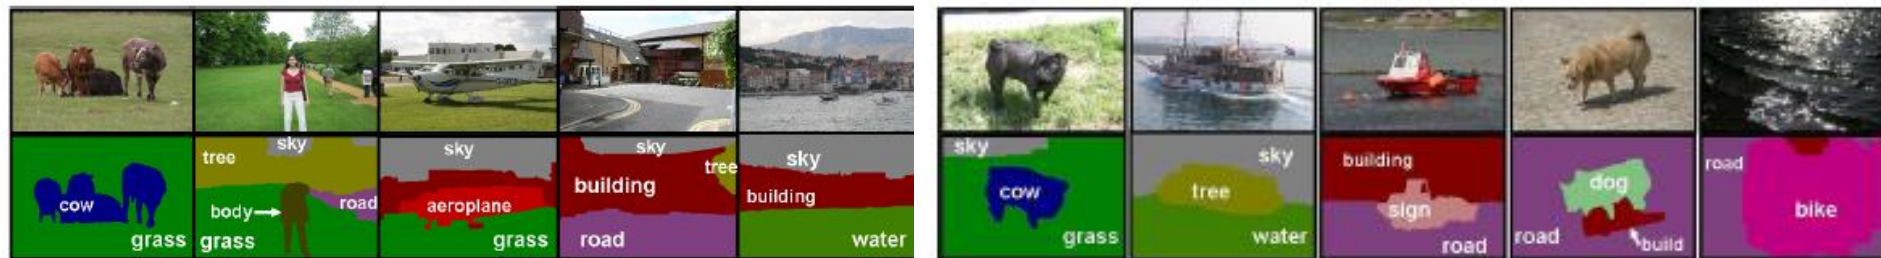 cow
grass
tree
sky
body
road
grass
sky
aeroplane
grass
sky
tree
building
road
sky
building
water
sky
cow
grass
sky
tree
water
building
sign
road
dog
road
build
road
bike